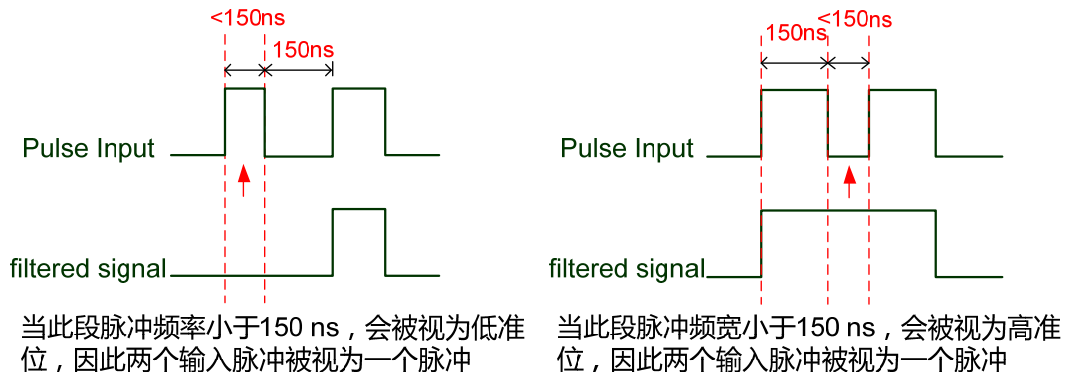 <150ns
150ns
Pulse Input
filtered signal
当此段脉冲频率小于150 ns，会被视为低准
位，因此两个输入脉冲被视为一个脉冲
<150ns
150ns
Pulse Input
filtered signal
当此段脉冲频宽小于150 ns，会被视为高准
位，因此两个输入脉冲被视为一个脉冲